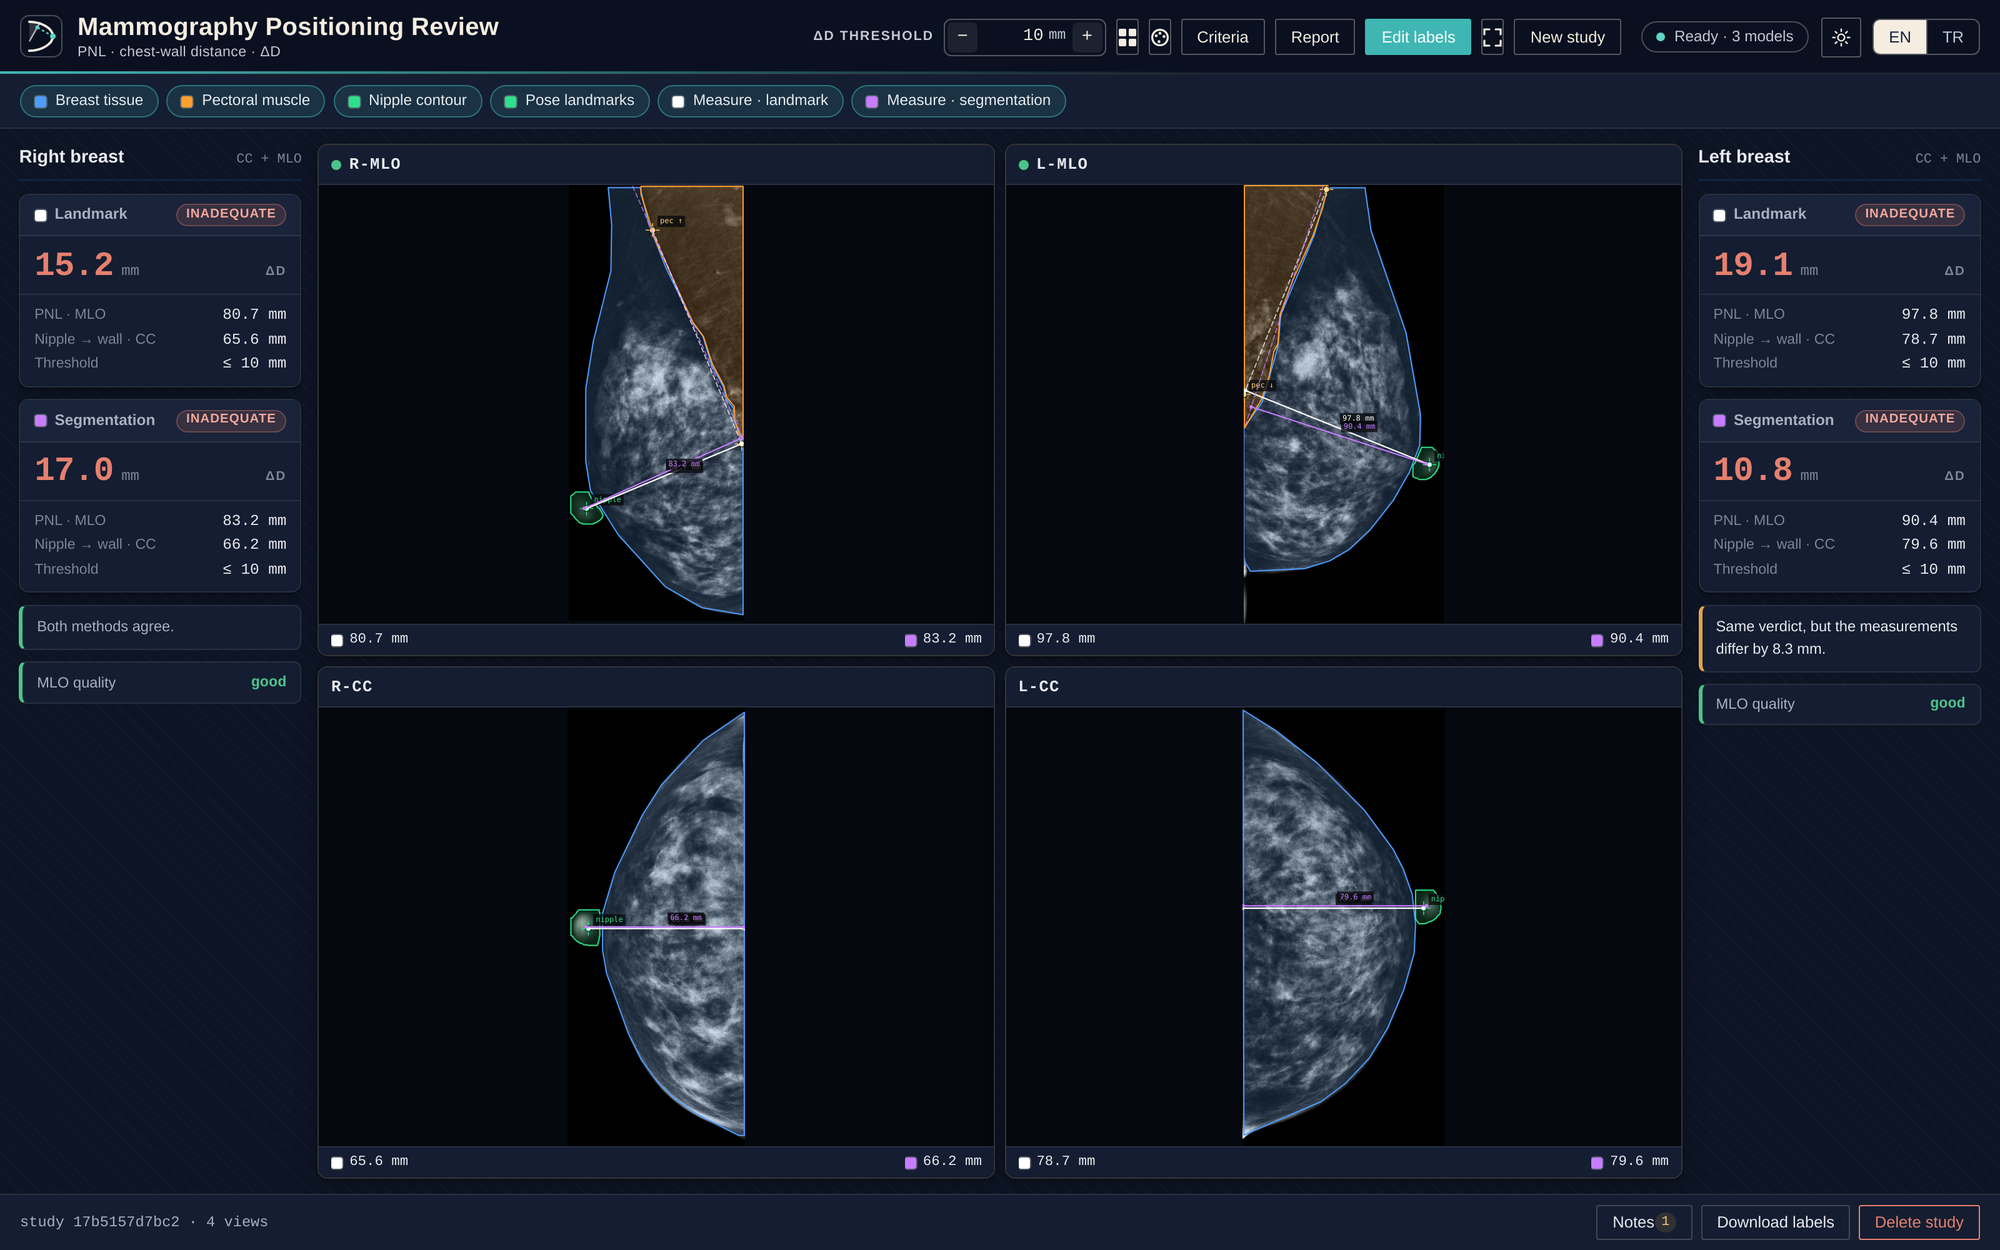 Mammography Positioning Review
PNL · chest-wall distance · ΔD
ΔD THRESHOLD
− 10 mm +
Criteria
Report
Edit labels
New study
Ready · 3 models
EN TR
Breast tissue
Pectoral muscle
Nipple contour
Pose landmarks
Measure · landmark
Measure · segmentation
Right breast CC + MLO
Landmark INADEQUATE
15.2 mm ΔD
PNL · MLO 80.7 mm
Nipple → wall · CC 65.6 mm
Threshold ≤ 10 mm
Segmentation INADEQUATE
17.0 mm ΔD
PNL · MLO 83.2 mm
Nipple → wall · CC 66.2 mm
Threshold ≤ 10 mm
Both methods agree.
MLO quality good
R-MLO
pec ↑
83.2 mm
nipple
80.7 mm 83.2 mm
L-MLO
pec ↓
97.8 mm
90.4 mm
97.8 mm 90.4 mm
R-CC
nipple
66.2 mm
65.6 mm 66.2 mm
L-CC
79.6 mm
nip
78.7 mm 79.6 mm
Left breast CC + MLO
Landmark INADEQUATE
19.1 mm ΔD
PNL · MLO 97.8 mm
Nipple → wall · CC 78.7 mm
Threshold ≤ 10 mm
Segmentation INADEQUATE
10.8 mm ΔD
PNL · MLO 90.4 mm
Nipple → wall · CC 79.6 mm
Threshold ≤ 10 mm
Same verdict, but the measurements
differ by 8.3 mm.
MLO quality good
study 17b5157d7bc2 · 4 views
Notes 1
Download labels
Delete study